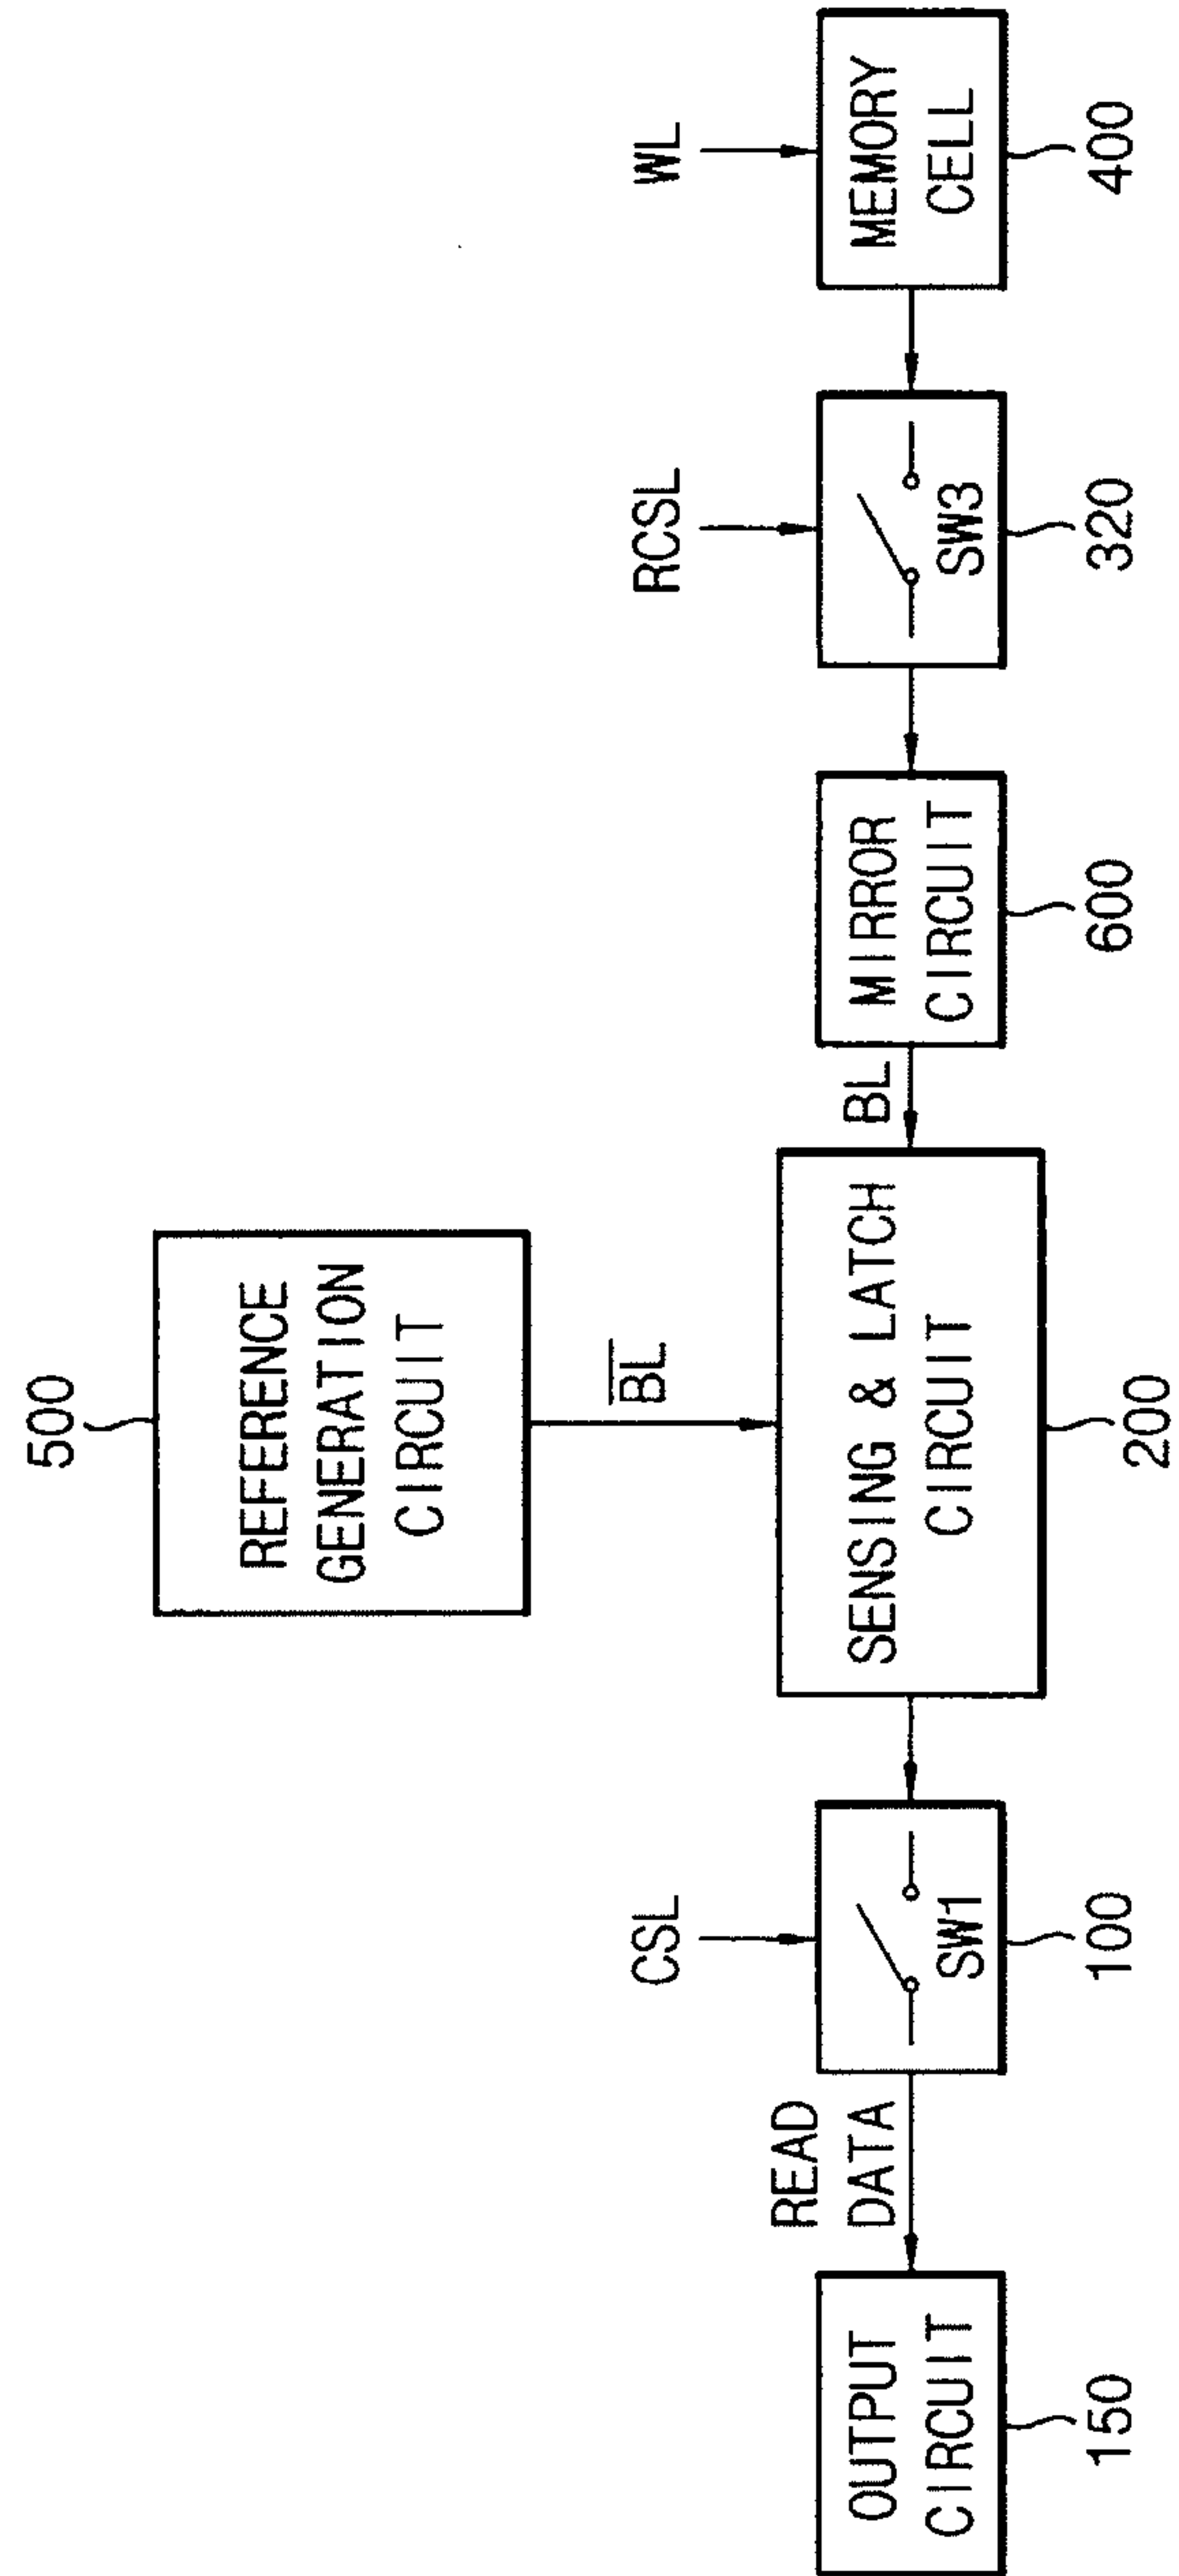 500
REFERENCE
GENERATION
CIRCUIT
B̅L̅
CSL
RCSL
WL
READ
DATA
BL
OUTPUT
CIRCUIT
SW1
SENSING & LATCH
CIRCUIT
MIRROR
CIRCUIT
SW3
MEMORY
CELL
150
100
200
600
320
400